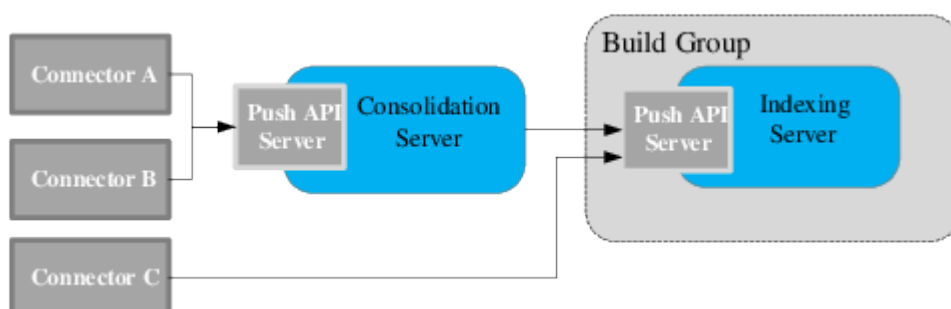 Connector A
Connector B
Connector C
Push API
Server
Consolidation
Server
Build Group
Push API
Server
Indexing
Server